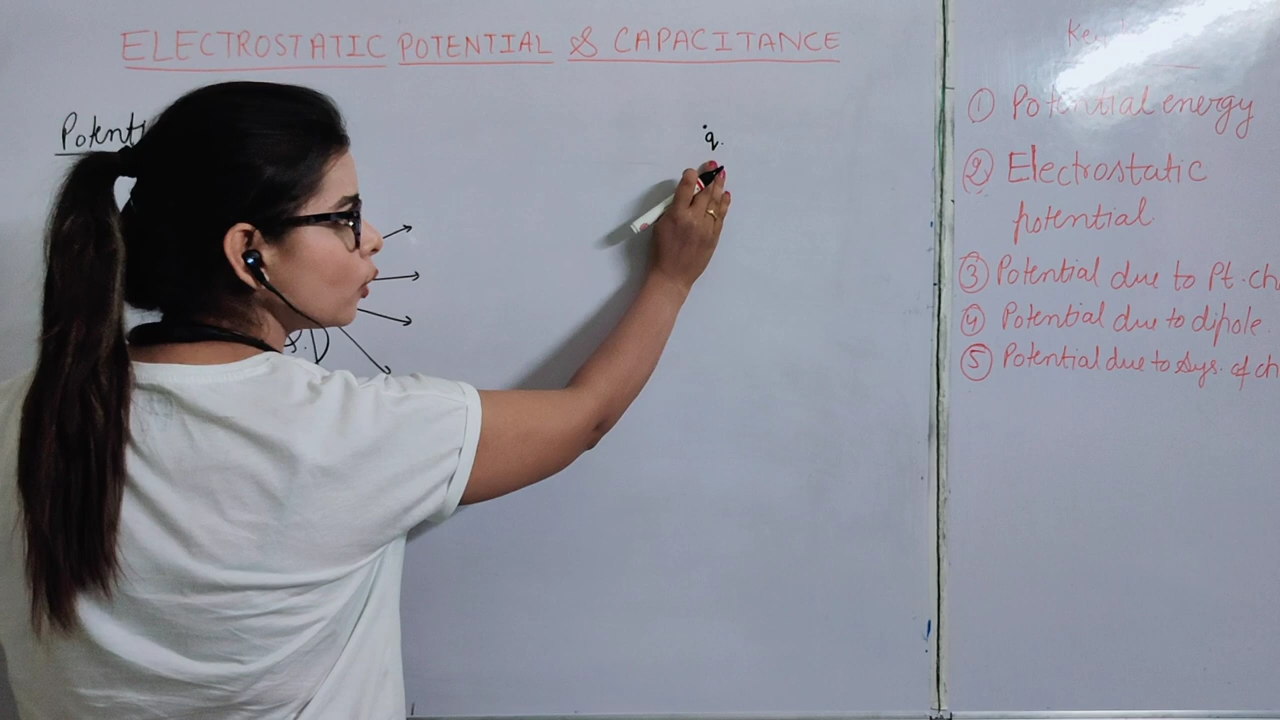 ELECTROSTATIC POTENTIAL & CAPACITANCE
Potenti
q.
① Potential energy
② Electrostatic
potential
③ Potential due to Pt. ch
④ Potential due to dipole.
⑤ Potential due to sys. of ch